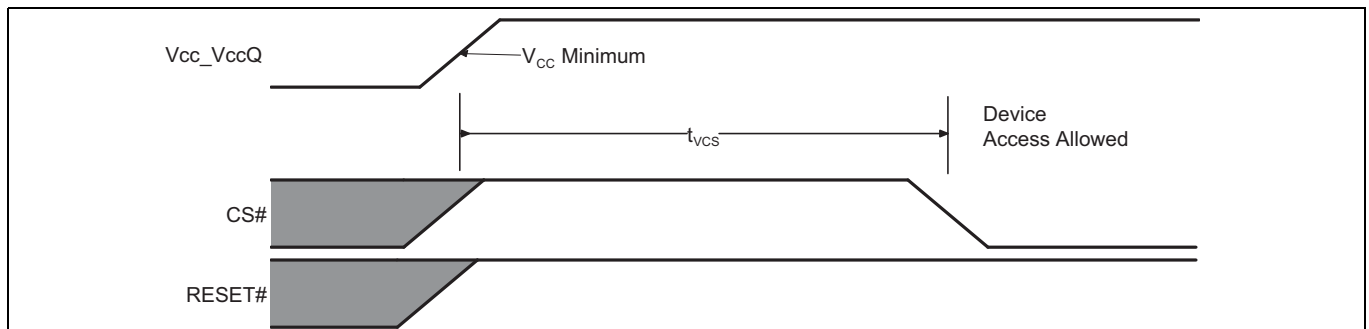 Vcc_VccQ
VCC Minimum
tVCS
Device
Access Allowed
CS#
RESET#